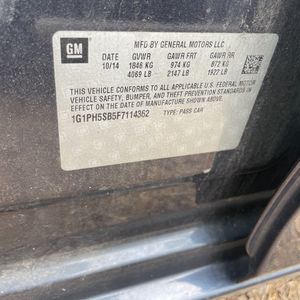 GM
MFD BY GENERAL MOTORS LLC.
DATE GVWR GAWR FRT GAWR RR
10/14 1846 KG 974 KG 872 KG
4069 LB 2147 LB 1927 LB
THIS VEHICLE CONFORMS TO ALL APPLICABLE U.S. FEDERAL MOTOR
VEHICLE SAFETY, BUMPER, AND THEFT PREVENTION STANDARDS IN
EFFECT ON THE DATE OF MANUFACTURE SHOWN ABOVE.
1G1PH5SB5F7114362 TYPE: PASS CAR